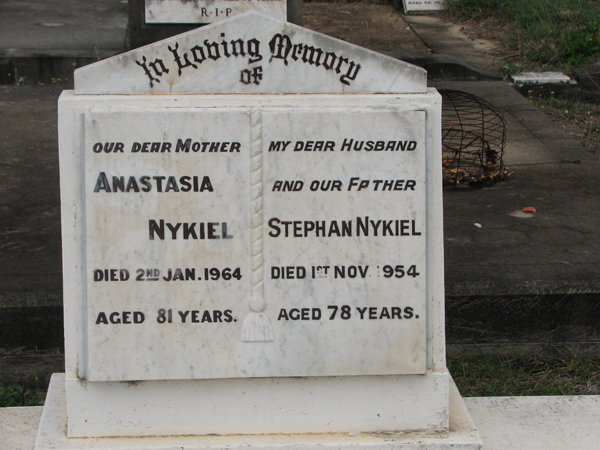 R.I.P
In Loving Memory
of
OUR DEAR MOTHER
ANASTASIA
NYKIEL
DIED 2ND JAN. 1964
AGED 81 YEARS.
MY DEAR HUSBAND
AND OUR FATHER
STEPHAN NYKIEL
DIED 1ST NOV. 1954
AGED 78 YEARS.